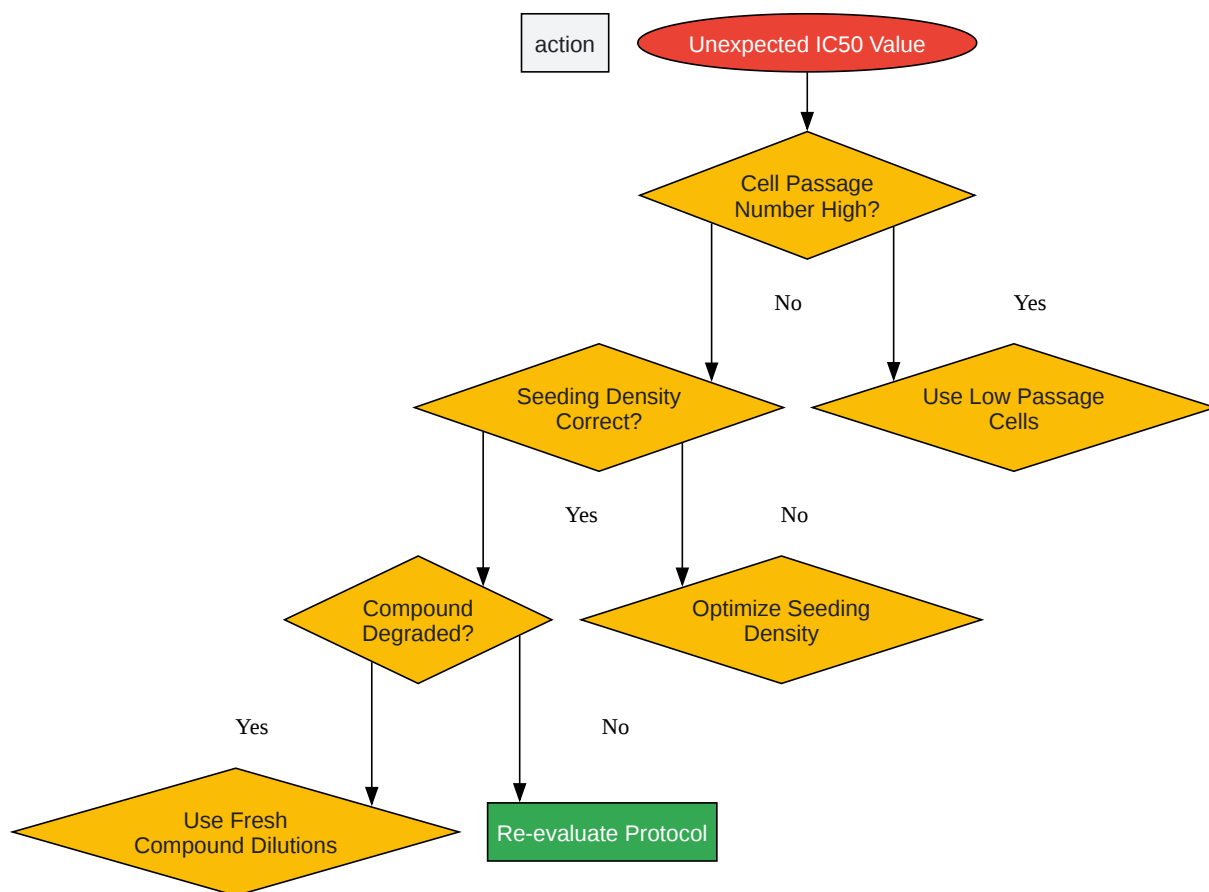 action
Unexpected IC50 Value
Cell Passage
Number High?
No
Yes
Seeding Density
Correct?
Use Low Passage
Cells
Yes
No
Compound
Degraded?
Optimize Seeding
Density
Yes
No
Use Fresh
Compound Dilutions
Re-evaluate Protocol